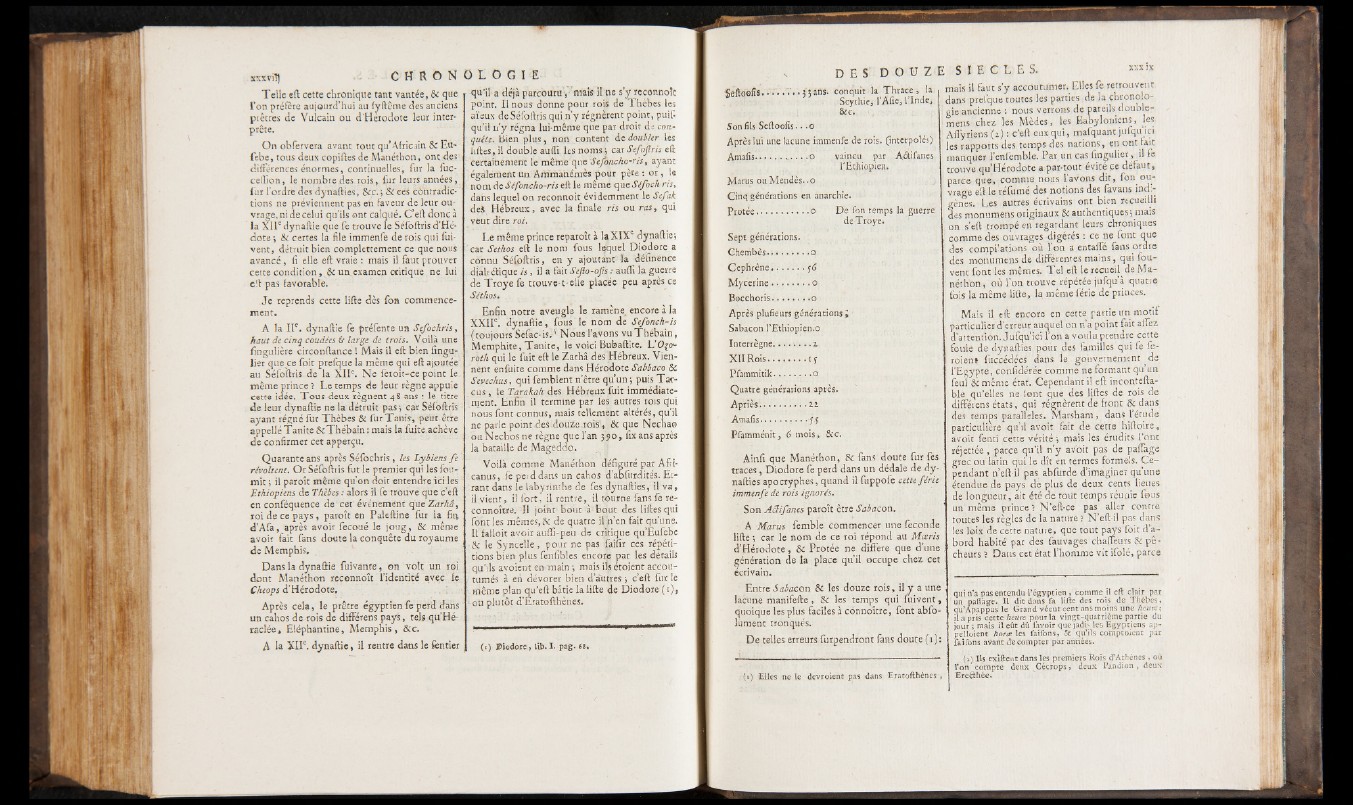 xxxviij
CHRONOLOGIE
Telle eſt cette chronique tant vantée, & que
l'on préfère aujourd'hui au ſyſtême des anciens
prêtres de Vulcain ou d'Hérodote leur inter-
prête.
On obſervera avant tout qu'Africain & Eu-
ſebe, tous deux copiſtes de Manéthon, ont des
différences énormes, continuelles, ſur la ſuc-
ceſſion, le nombre des rois, ſur leurs années,
ſur l'ordre des dynaſties, &c.; & ces contradic-
tions ne préviennent pas en faveur de leur ou-
vrage, ni de celui qu'ils ont calqué. C'eſt donc à
la XIIe dynaſtie que ſe trouve le Séſoſtris d'Hé-
dote; & certes la file immenſe de rois qui ſui-
vent, détruit bien complettement ce que nous
avancé, ſi elle eſt vraie : mais il faut prouver
cette condition, & un examen critique ne lui
eſt pas favorable.
Je reprends cette liſte dès ſon commence-
ment.
A la IIe. dynaſtie ſe préſente un Seſochris,
haut de cinq coudées & large de trois. Voilà une
ſingulière circonſtance ! Mais il eſt bien ſingu-
lier que ce ſoit preſque la même qui eſt ajoutée
au Séſoſtris de la XIIe. Ne ſeroit-ce point le
même prince ? Le temps de leur règne appuie
cette idée. Tous deux règnent 48 ans : le titre
de leur dynaſtie ne la détruit pas; car Séſoſtris
ayant régné ſur Thèbes & ſur Tanis, peut être
appellé Tanite & Thébain : mais la ſuite achève
de confirmer cet apperçu.
Quarante ans après Séſochris, les Lybiens ſe
révoltent. Or Séſoſtris fut le premier qui les ſou-
mit; il paroît même qu'on doit entendre ici les
Ethiopiens de Thèbes : alors il ſe trouve que c'eſt
en conſéquence de cet événement que Zarhâ,
roi de ce pays, paroît en Paleſtine ſur la fin
d'Aſa, après avoir ſecoué le joug, & même
avoir fait ſans doute la conquête du royaume
de Memphis.
Dans la dynaſtie ſuivante, on voit un roi
dont Manéthon reconnoît l'identité avec le
Cheops d'Hérodote.
Après cela, le prêtre égyptien ſe perd dans
un cahos de rois de différens pays, tels qu'Hé-
raclée, Eléphantine, Memphis, &c.
A la XIIe. dynaſtie, il rentre dans le ſentier
qu'il a déjà parcouru, mais il ne s'y reconnoît
point. Il nous donne pour rois de Thèbes les
aïeux de Séſoſtris qui n'y régnèrent point, puiſ-
qu'il n'y régna lui-même que par droit de con-
quête. Bien plus, non content de doubler les
liſtes, il double auſſi les noms; car Seſoſtris eſt
certainement le même que Seſoncho-ris, ayant
également un Ammanémès pour père : or, le
nom de Séſoncho-ris eſt le même que Séſoch ris,
dans lequel on reconnoît évidemment le Seſak
des Hébreux, avec la finale ris ou ras, qui
veut dire roi.
Le même prince reparoît à la XIXe dynaſtie;
car Sethos eſt le nom ſous lequel Diodore a
connu Séſoſtris, en y ajoutant la déſinence
dialectique is, il a fait Seſto-oſis : auſſi la guerre
de Troye ſe trouve-t-elle placée peu après ce
Séthos.
Enfin notre aveugle le ramène encore à la
XXIIe. dynaſtie, ſous le nom de Seſonch-is
(toujours Sefac-is.) Nous l'avons vu Thébain,
Memphite, Tanite, le voici Bubaſtite. L'Oſo-
roth qui le ſuit eſt le Zarhâ des Hébreux. Vien-
nent enſuite comme dans Hérodote Sabbaco &
Sevechus, qui ſemblent n'être qu'un; puis Tar-
cus, le Tarakah des Hébreux ſuit immédiate-
ment. Enfin il termine par les autres rois qui
nous ſont connus, mais tellement altérés, qu'il
ne parle point des douze rois, & que Nechao
ou Nechos ne règne que l'an 390, ſix ans après
la bataille de Mageddo.
Voilà comme Manéthon défiguré par Afri-
canus, ſe perd dans un cahos d'abſurdités. Er-
rant dans le labyrinthe de ſes dynaſties, il va,
il vient, il ſort, il rentre, il tourne ſans ſe re-
connoître. Il joint bout à bout des liſtes qui
ſont les mêmes, & de quatre il n'en fait qu'une.
Il falloit avoir auſſi-peu de critique qu'Euſèbe
& le Syncelle, pour ne pas ſaiſir ces répéti-
tions bien plus ſenſibles encore par les détails
qu'ils avoient en main; mais ils étoient accou-
tumés à en dévorer bien d'autres; c'eſt ſur le
même plan qu'eſt bâtie la liſte de Diodore (1),
ou plutôt d'Eratoſthènes.
(1) Diodore, lib. I. pag. 68.
DES DOUZE SIECLES.
xxxix
Seſtooſis........33 ans. conquit la Thrace, la
Scythie, l'Aſie, l'Inde,
&c.
Son fils Seſtooſis...0
Après lui une lacune immenſe de rois. (interpolés)
Amaſis...........0 vaincu par Actiſanes
l'Ethiopien.
Marus ou Mendès..0
Cinq générations en anarchie.
Protée...........0 De ſon temps la guerre
de Troye.
Sept générations.
Chembès........0
Cephrène.......56
Mycerine........0
Bocchoris........0
Après pluſieurs générations;
Sabacon l'Ethiopien.0
Interrègne........2
XII Rois........15
Pſammitik........0
Quatre générations après.
Apriès..........22
Amaſis..........55
Pſamménit, 6 mois, &c.
Ainſi que Manéthon, & ſans doute ſur ſes
traces, Diodore ſe perd dans un dédale de dy-
naſties apocryphes, quand il ſuppoſe cette ſérie
immenſe de rois ignorés.
Son Actiſanes paroît être Sabacon.
A Marus ſemble commencer une ſeconde
liſte; car le nom de ce roi répond au Mœris
d'Hérodote, & Protée ne diffère que d'une
génération de la place qu'il occupe chez cet
écrivain.
Entre Sabacon & les douze rois, il y a une
lacune manifeſte, & les temps qui ſuivent,
quoique les plus faciles à connoître, ſont abſo-
lument tronqués.
De telles erreurs ſurprendront ſans doute (1):
(1) Elles ne le devroient pas dans Eratoſthènes,
mais il faut s'y accoutumer. Elles ſe retrouvent
dans preſque toutes les parties de la chronolo-
gie ancienne : nous verrons de pareils double-
mens chez les Mèdes, les Babyloniens, les
Aſſyriens (2) : c'eſt eux qui, maſquant juſqu'ici
les rapports des temps des nations, en ont fait
manquer l'enſemble. Par un cas ſingulier, il ſe
trouve qu'Hérodote a par-tout évité ce défaut,
parce que, comme nous l'avons dit, ſon ou-
vrage eſt le réſumé des notions des ſavans indi-
gènes. Les autres écrivains ont bien recueilli
des monumens originaux & authentiques; mais
on s'eſt trompé en regardant leurs chroniques
comme des ouvrages digérés : ce ne ſont que
des compilations où l'on a entaſſé ſans ordre
des monumens de différentes mains, qui ſou-
vent ſont les mêmes. Tel eſt le recueil de Ma-
néthon, où l'on trouve répétée juſqu'à quatre
fois la même liſte, la même ſérie de princes.
Mais il eſt encore en cette partie un motif
particulier d'erreur auquel on n'a point fait aſſez
d'attention. Juſqu'ici l'on a voulu prendre cette
foule de dynaſties pour des familles qui ſe ſe-
roient ſuccédées dans le gouvernement de
l'Egypte, conſidérée comme ne formant qu'un
ſeul & même état. Cependant il eſt inconteſta-
ble qu'elles ne ſont que des liſtes de rois de
différens états, qui régnèrent de front & dans
des temps parallèles. Marsham, dans l'étude
particulière qu'il avoit fait de cette hiſtoire,
avoit ſenti cette vérité; mais les érudits l'ont
réjettée, parce qu'il n'y avoit pas de paſſage
grec ou latin qui le dît en termes formels. Ce-
pendant n'eſt-il pas abſurde d'imaginer qu'une
étendue de pays de plus de deux cents lieues
de longueur, ait été de tout temps réunie ſous
un même prince ? N'eſt-ce pas aller contre
toutes les règles de la nature ? N'eſt-il pas dans
les loix de cette nature, que tout pays ſoit d'a-
bord habité par des ſauvages chaſſeurs & pê-
cheurs ? Dans cet état l'homme vit iſolé, parce
qui n'a pas entendu l'égyptien, comme il eſt clair par
un paſſage. Il dit dans ſa liſte des rois de Thèbes,
qu'Apappus le Grand vécut cent ans moins une heure;
il a pris cette heure pour la vingt-quatrième partie du
jour; mais il eût dû ſavoir que jadis les Egyptiens ap-
pelloient horæ les ſaiſons, & qu'ils comptoient par
ſaiſons avant de compter par années.
(2) Ils exiſtent dans les premiers Rois d'Athènes, où
l'on compte deux Cécrops, deux Pandion, deux
Erecthée.